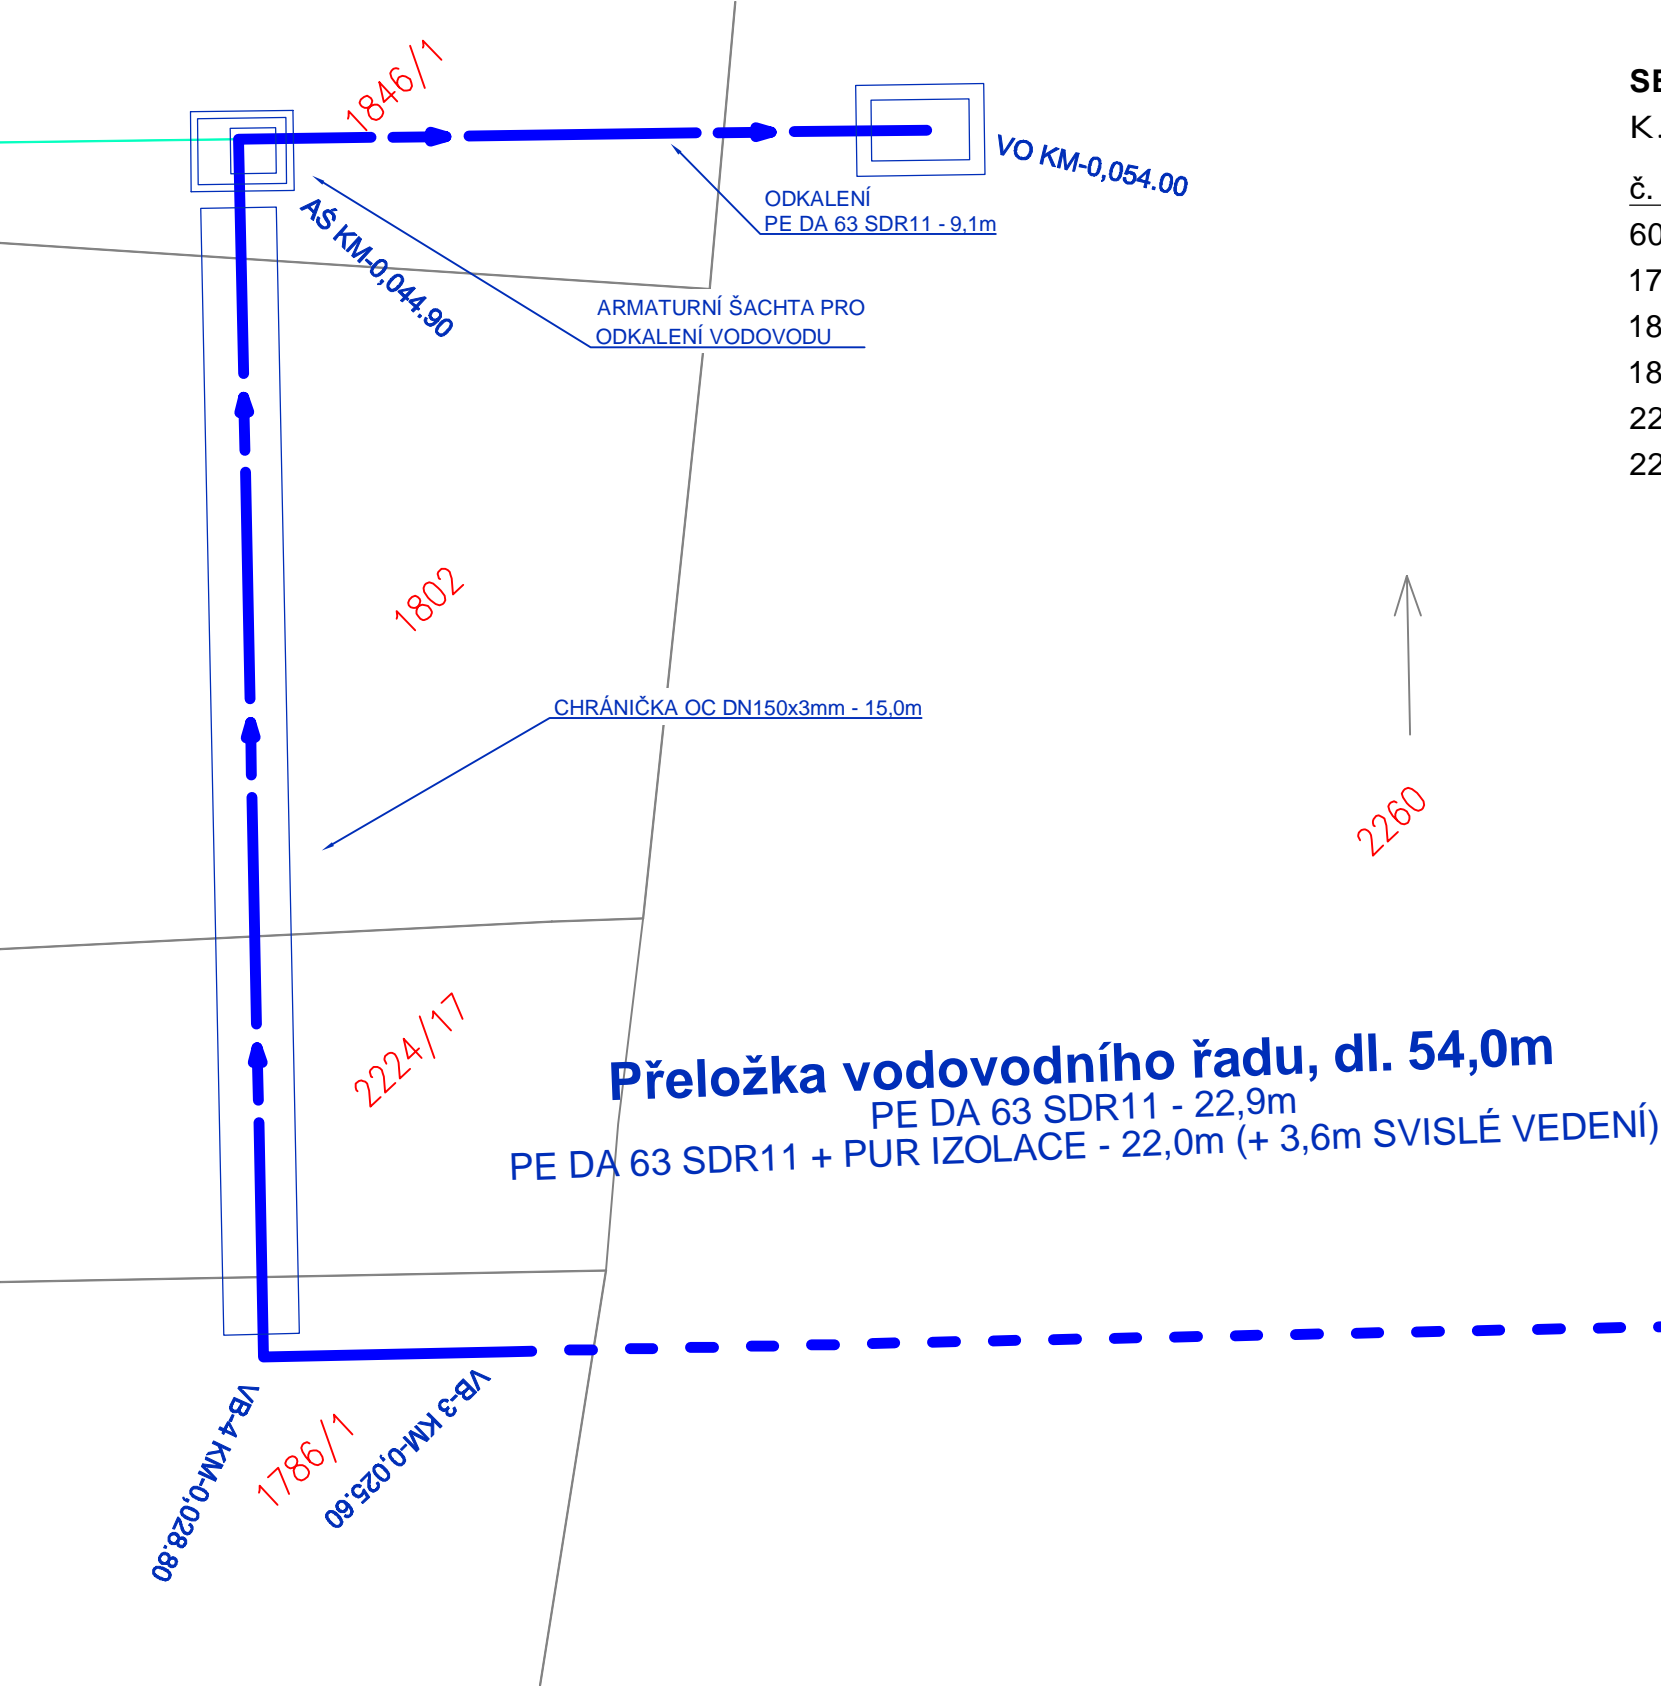 1846/1
VO KM-0,054.00
ODKALENÍ
PE DA 63 SDR11 - 9,1m
AŠ KM-0,044.90
ARMATURNÍ ŠACHTA PRO
ODKALENÍ VODOVODU
1802
CHRÁNIČKA OC DN150x3mm - 15,0m
2260
2224/17
Přeložka vodovodního řadu, dl. 54,0m
PE DA 63 SDR11 - 22,9m
PE DA 63 SDR11 + PUR IZOLACE - 22,0m (+ 3,6m SVISLÉ VEDENÍ)
VB-4 KM-0,028.80
1786/1
VB-3 KM-0,025.60
K.
č.
60
17
18
18
22
22